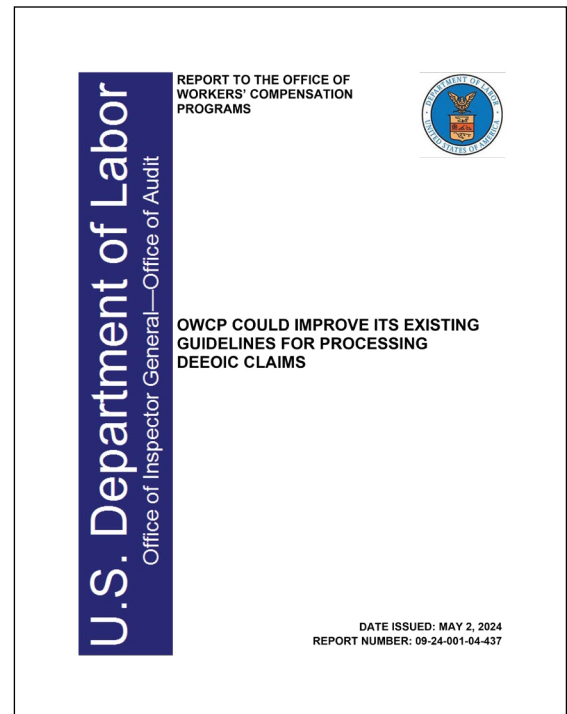 REPORT TO THE OFFICE OF
WORKERS' COMPENSATION
PROGRAMS
DEPARTMENT OF LABOR
UNITED STATES OF AMERICA
U.S. Department of Labor
Office of Inspector General—Office of Audit
OWCP COULD IMPROVE ITS EXISTING
GUIDELINES FOR PROCESSING
DEEOIC CLAIMS
DATE ISSUED: MAY 2, 2024
REPORT NUMBER: 09-24-001-04-437